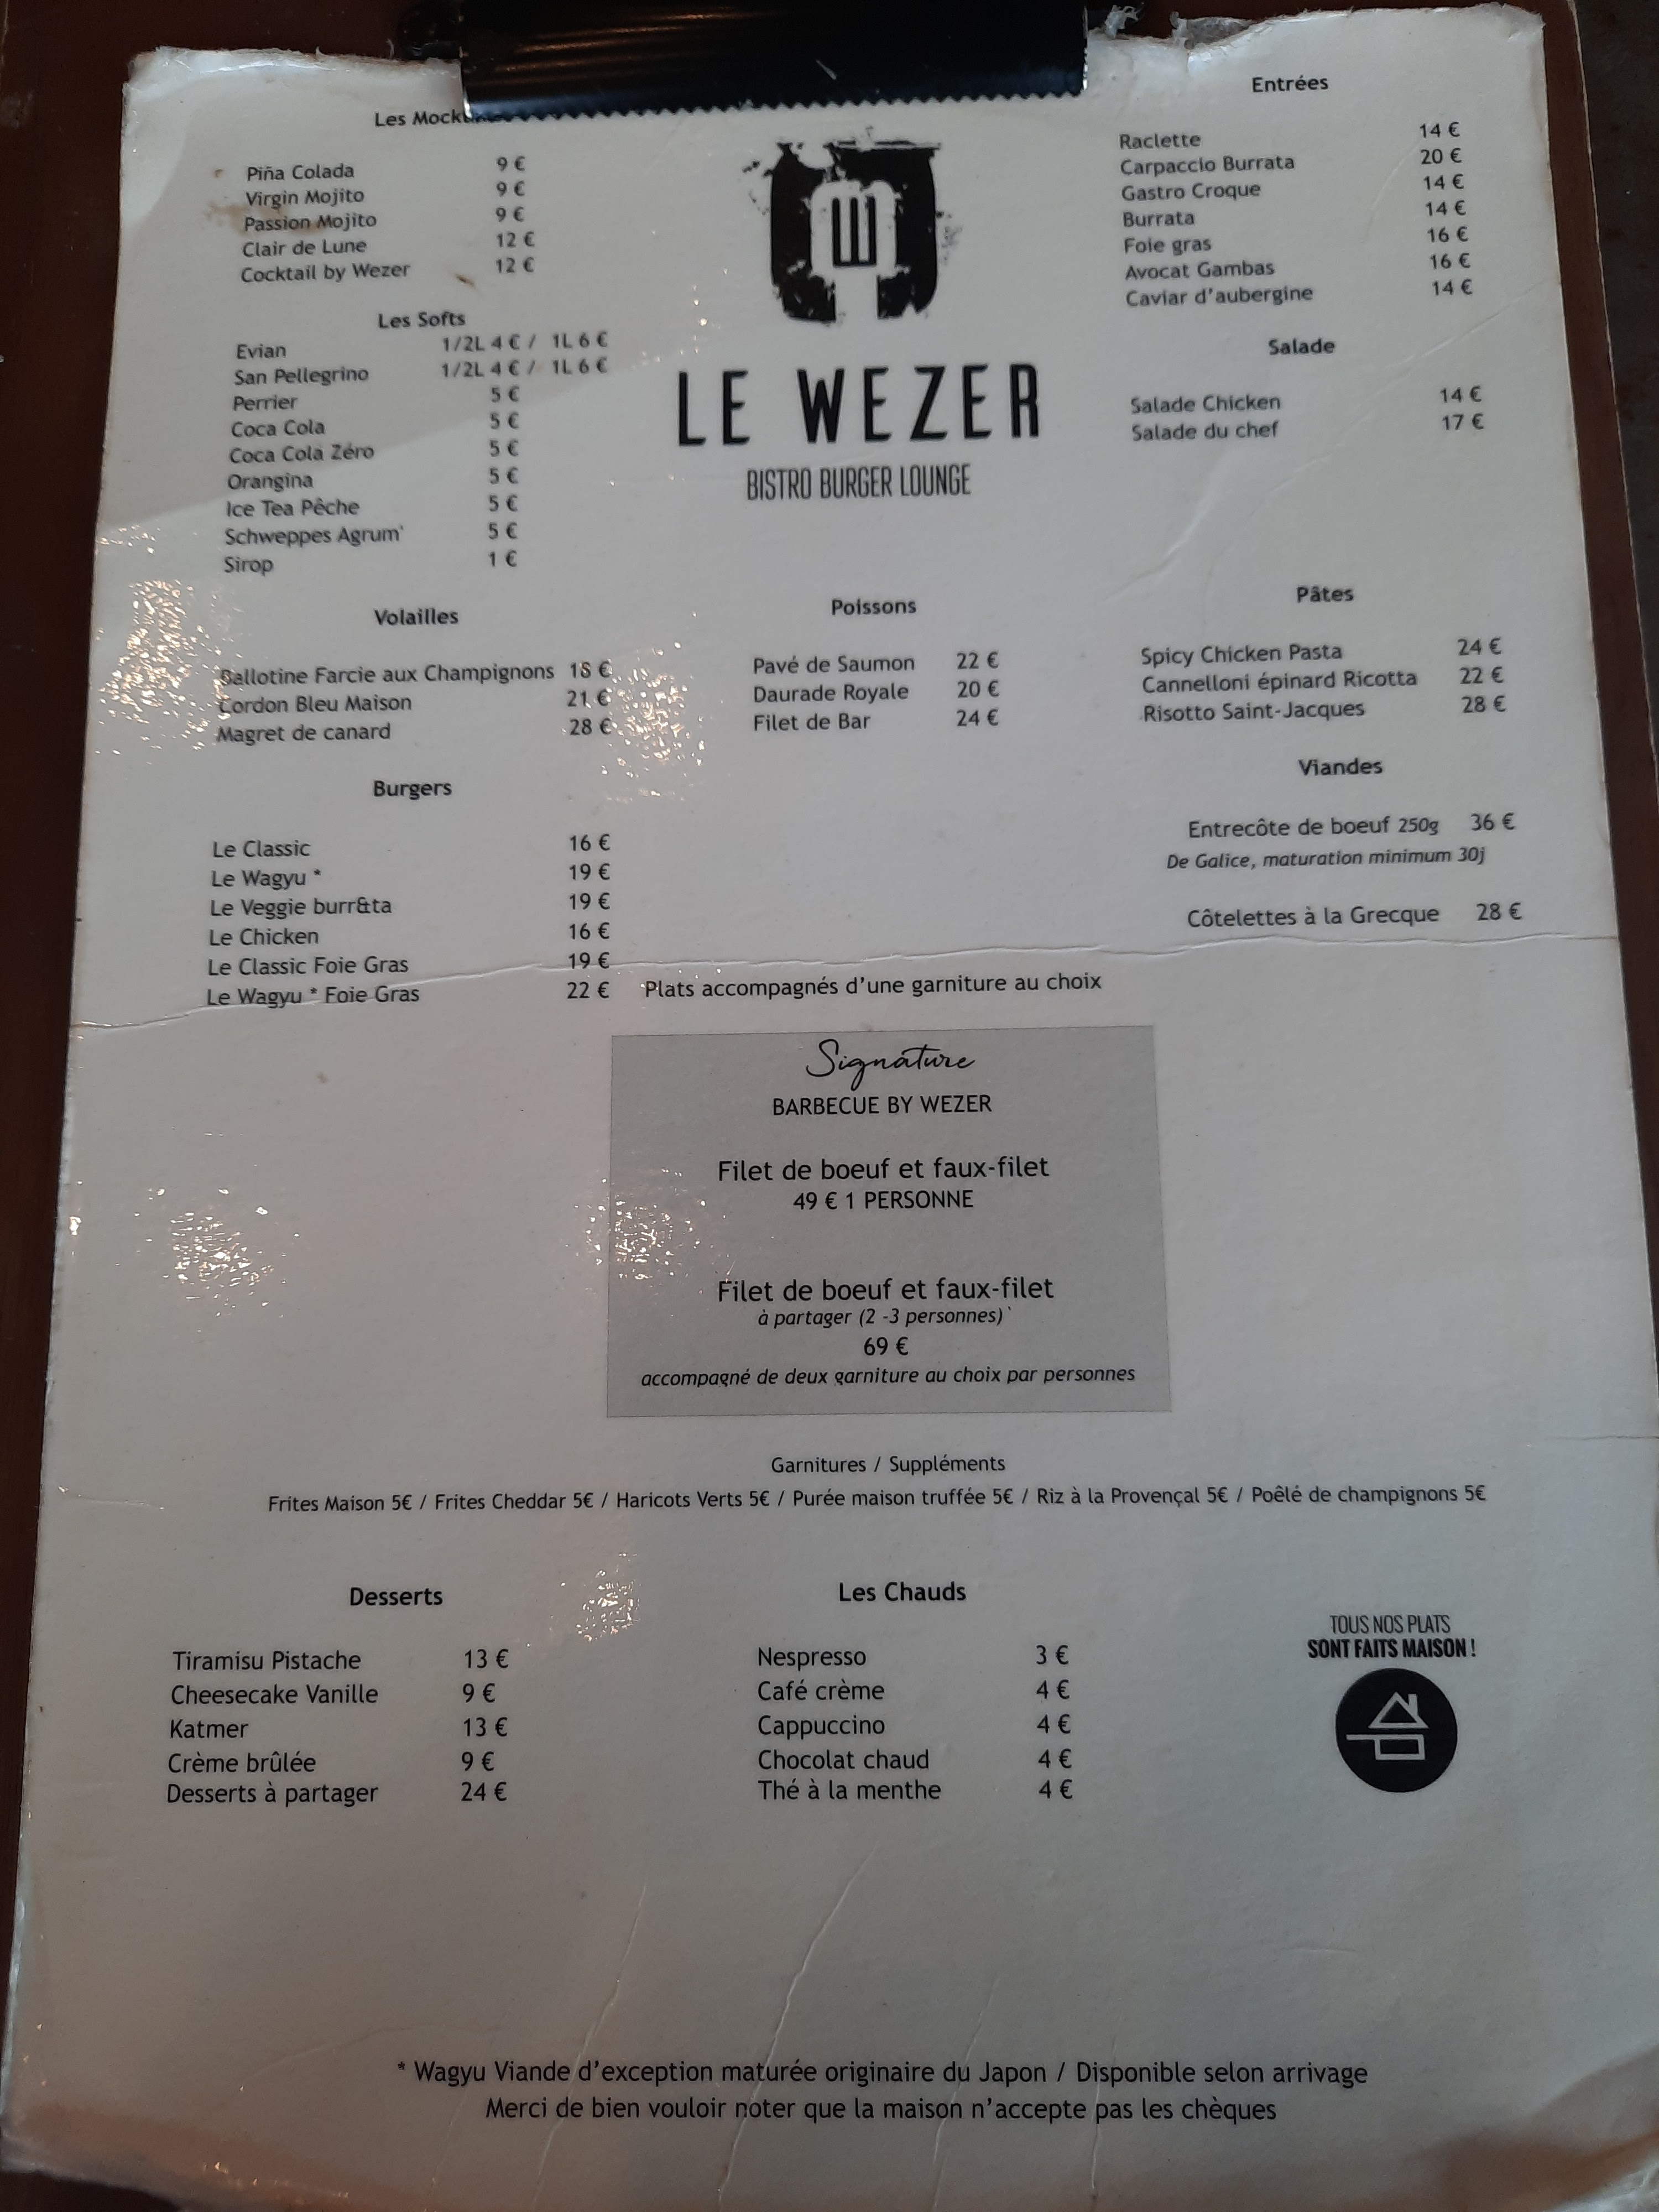 Les Mock
Piña Colada 9 €
Virgin Mojito 9 €
Passion Mojito 9 €
Clair de Lune 12 €
Cocktail by Wezer 12 €
Les Softs
Evian 1/2L 4 € / 1L 6 €
San Pellegrino 1/2L 4 € / 1L 6 €
Perrier 5 €
Coca Cola 5 €
Coca Cola Zéro 5 €
Orangina 5 €
Ice Tea Pêche 5 €
Schweppes Agrum' 5 €
Sirop 1 €
LE WEZER
BISTRO BURGER LOUNGE
Entrées
Raclette 14 €
Carpaccio Burrata 20 €
Gastro Croque 14 €
Burrata 14 €
Foie gras 16 €
Avocat Gambas 16 €
Caviar d'aubergine 14 €
Salade
Salade Chicken 14 €
Salade du chef 17 €
Volailles
Ballotine Farcie aux Champignons 18 €
Cordon Bleu Maison 21 €
Magret de canard 28 €
Poissons
Pavé de Saumon 22 €
Daurade Royale 20 €
Filet de Bar 24 €
Pâtes
Spicy Chicken Pasta 24 €
Cannelloni épinard Ricotta 22 €
Risotto Saint-Jacques 28 €
Burgers
Le Classic 16 €
Le Wagyu * 19 €
Le Veggie burr&ta 19 €
Le Chicken 16 €
Le Classic Foie Gras 19 €
Le Wagyu * Foie Gras 22 €
Viandes
Entrecôte de boeuf 250g 36 €
De Galice, maturation minimum 30j
Côtelettes à la Grecque 28 €
Plats accompagnés d'une garniture au choix
Signature
BARBECUE BY WEZER
Filet de boeuf et faux-filet
49 € 1 PERSONNE
Filet de boeuf et faux-filet
à partager (2 -3 personnes)`
69 €
accompagné de deux garniture au choix par personnes
Garnitures / Suppléments
Frites Maison 5€ / Frites Cheddar 5€ / Haricots Verts 5€ / Purée maison truffée 5€ / Riz à la Provençal 5€ / Poêlé de champignons 5€
Desserts
Tiramisu Pistache 13 €
Cheesecake Vanille 9 €
Katmer 13 €
Crème brûlée 9 €
Desserts à partager 24 €
Les Chauds
Nespresso 3 €
Café crème 4 €
Cappuccino 4 €
Chocolat chaud 4 €
Thé à la menthe 4 €
TOUS NOS PLATS
SONT FAITS MAISON !
* Wagyu Viande d'exception maturée originaire du Japon / Disponible selon arrivage
Merci de bien vouloir noter que la maison n'accepte pas les chèques